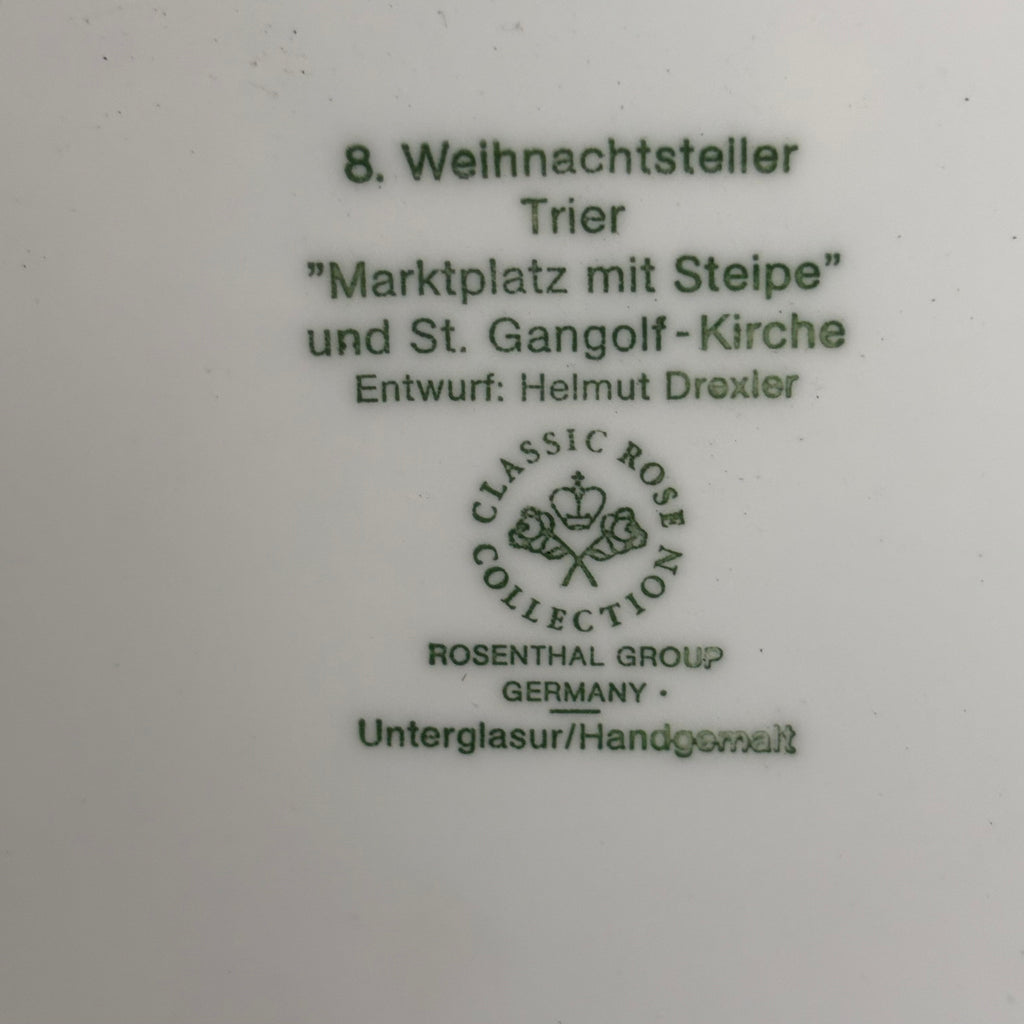 8. Weihnachtsteller
Trier
”Marktplatz mit Steipe”
und St. Gangolf-Kirche
Entwurf: Helmut Drexler
CLASSIC ROSE
COLLECTION
ROSENTHAL GROUP
GERMANY ·
Unterglasur/Handgemalt